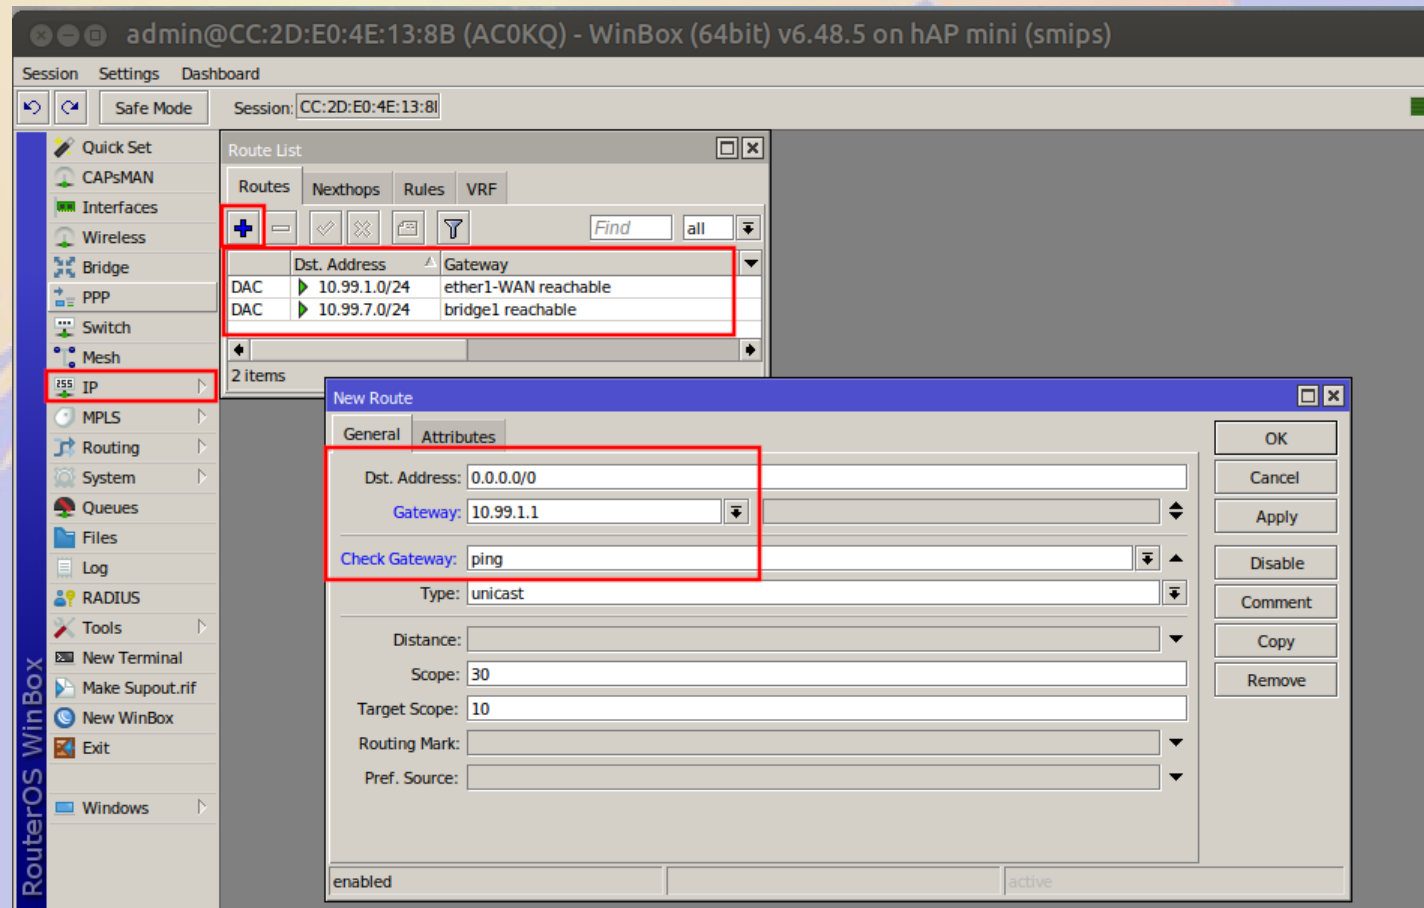 admin@CC:2D:E0:4E:13:8B (AC0KQ) - WinBox (64bit) v6.48.5 on hAP mini (smips)
Session Settings Dashboard
Safe Mode Session: CC:2D:E0:4E:13:8
RouterOS WinBox
Quick Set
CAPsMAN
Interfaces
Wireless
Bridge
PPP
Switch
Mesh
255 IP
MPLS
Routing
System
Queues
Files
Log
RADIUS
Tools
New Terminal
Make Supout.rif
New WinBox
Exit
Windows
Route List
Routes Nexthops Rules VRF
Find all
Dst. Address Gateway
DAC 10.99.1.0/24 ether1-WAN reachable
DAC 10.99.7.0/24 bridge1 reachable
2 items
New Route
General Attributes
Dst. Address: 0.0.0.0/0
Gateway: 10.99.1.1
Check Gateway: ping
Type: unicast
Distance:
Scope: 30
Target Scope: 10
Routing Mark:
Pref. Source:
OK
Cancel
Apply
Disable
Comment
Copy
Remove
enabled active